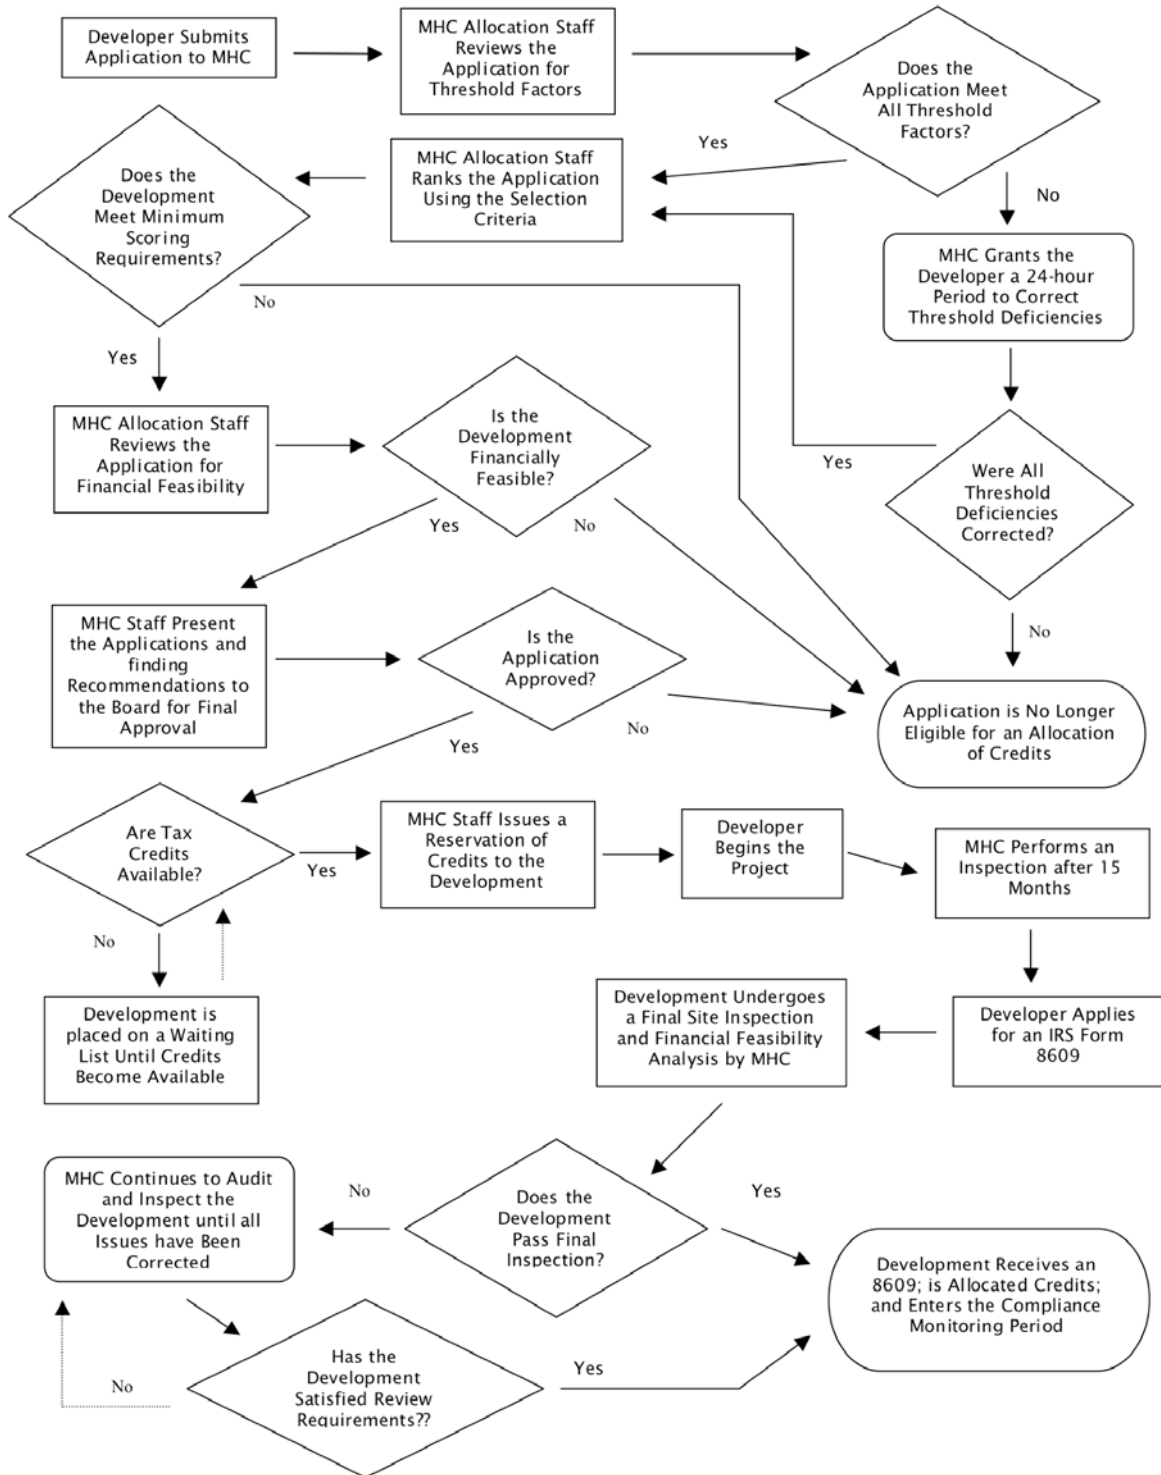 Developer Submits
Application to MHC
MHC Allocation Staff
Reviews the
Application for
Threshold Factors
Does the
Application Meet
All Threshold
Factors?
Yes
No
MHC Allocation Staff
Ranks the Application
Using the Selection
Criteria
Does the
Development
Meet Minimum
Scoring
Requirements?
No
Yes
MHC Grants the
Developer a 24-hour
Period to Correct
Threshold Deficiencies
Were All
Threshold
Deficiencies
Corrected?
Yes
No
MHC Allocation Staff
Reviews the
Application for
Financial Feasibility
Is the
Development
Financially
Feasible?
Yes
No
MHC Staff Present
the Applications and
finding
Recommendations to
the Board for Final
Approval
Is the
Application
Approved?
No
Yes
Application is No Longer
Eligible for an Allocation
of Credits
Are Tax
Credits
Available?
Yes
No
MHC Staff Issues a
Reservation of
Credits to the
Development
Developer
Begins the
Project
MHC Performs an
Inspection after 15
Months
Development is
placed on a Waiting
List Until Credits
Become Available
Development Undergoes
a Final Site Inspection
and Financial Feasibility
Analysis by MHC
Developer Applies
for an IRS Form
8609
MHC Continues to Audit
and Inspect the
Development until all
Issues have Been
Corrected
No
Does the
Development
Pass Final
Inspection?
Yes
Development Receives an
8609; is Allocated Credits;
and Enters the Compliance
Monitoring Period
Has the
Development
Satisfied Review
Requirements??
No
Yes